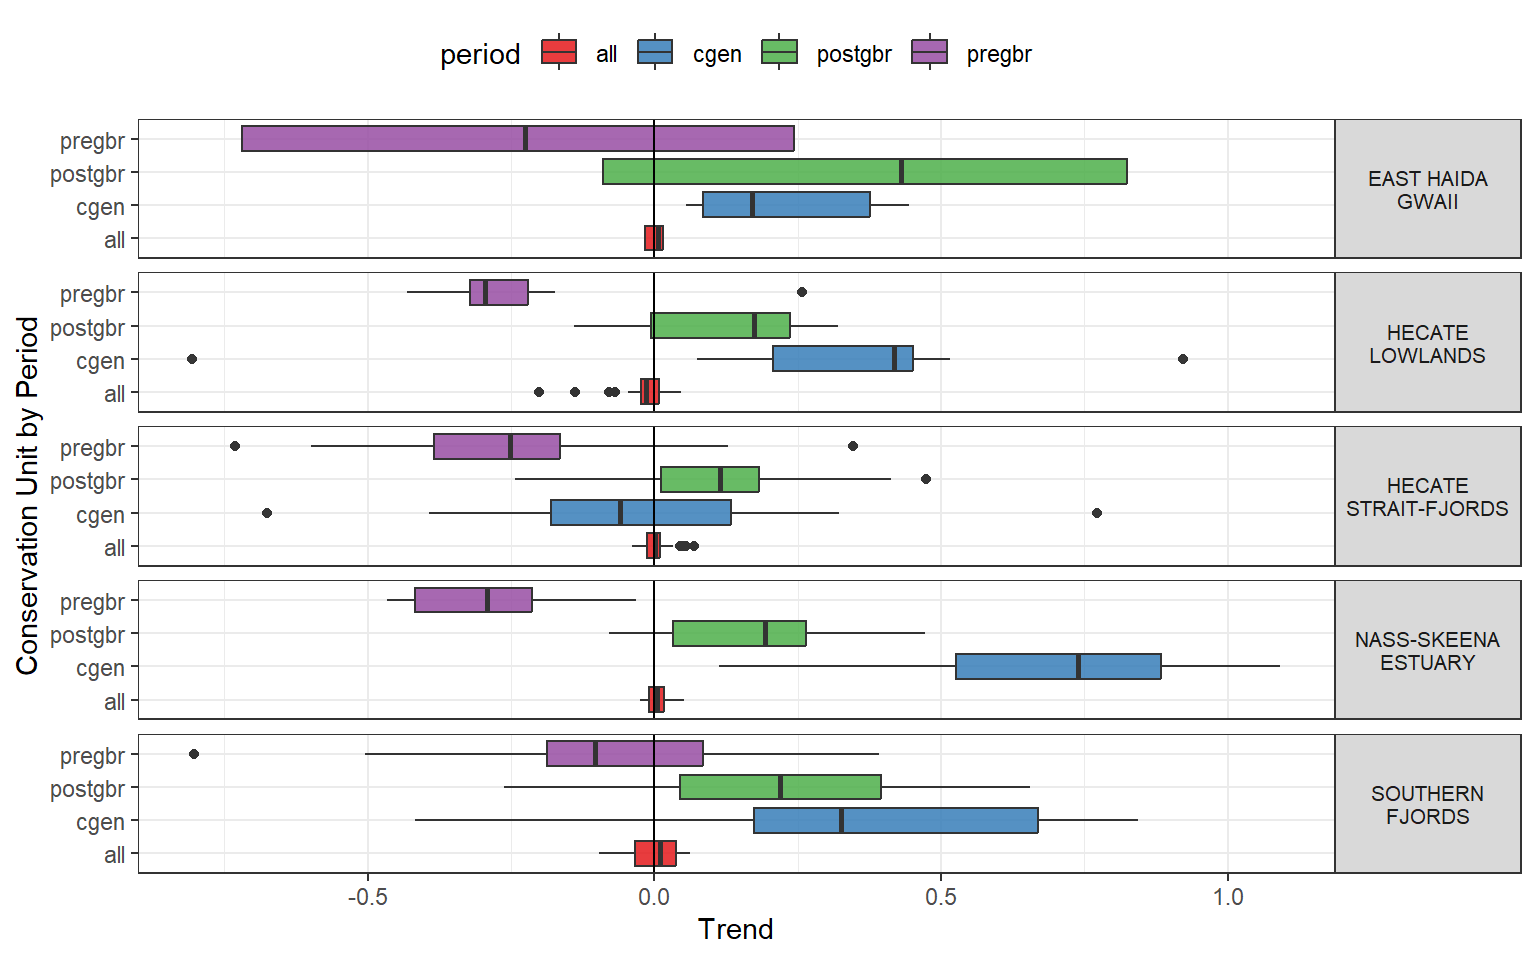 period all cgen postgbr pregbr
Conservation Unit by Period
pregbr
postgbr
cgen
all
EAST HAIDA
GWAII
pregbr
postgbr
cgen
all
HECATE
LOWLANDS
pregbr
postgbr
cgen
all
HECATE
STRAIT-FJORDS
pregbr
postgbr
cgen
all
NASS-SKEENA
ESTUARY
pregbr
postgbr
cgen
all
SOUTHERN
FJORDS
-0.5 0.0 0.5 1.0
Trend